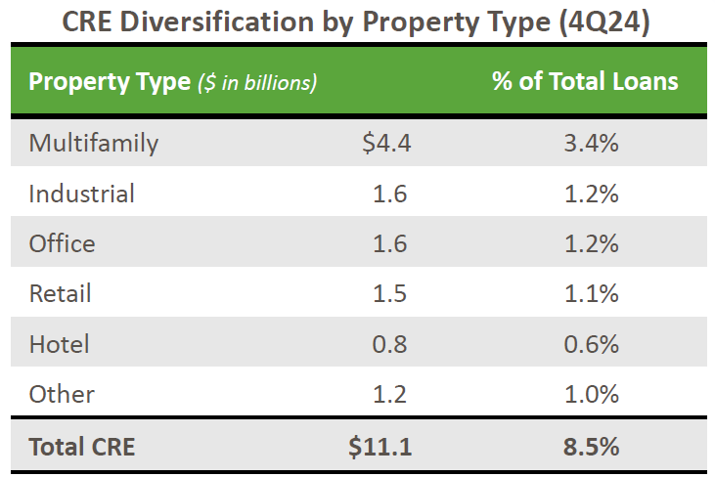 CRE Diversification by Property Type (4Q24)
Property Type ($ in billions) % of Total Loans
Multifamily $4.4 3.4%
Industrial 1.6 1.2%
Office 1.6 1.2%
Retail 1.5 1.1%
Hotel 0.8 0.6%
Other 1.2 1.0%
Total CRE $11.1 8.5%